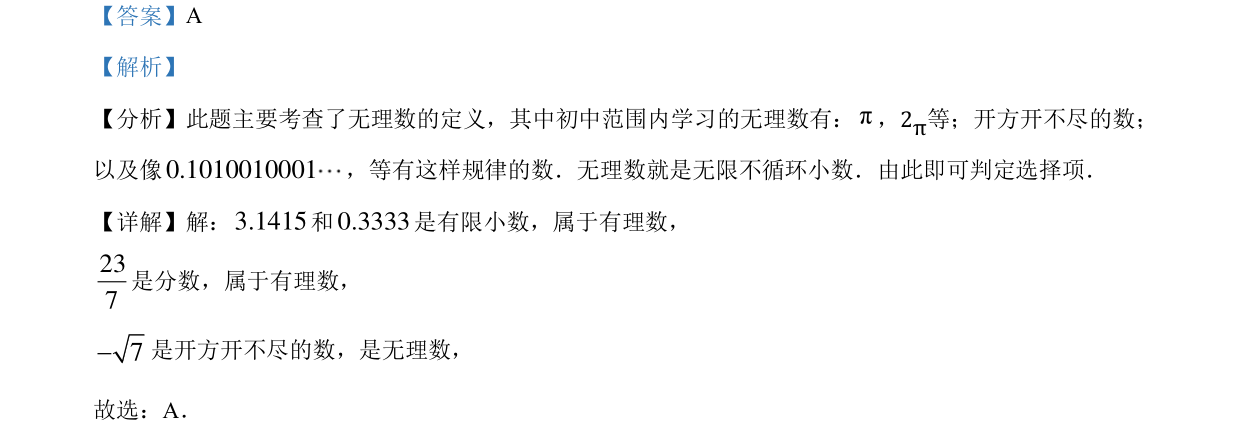 【答案】A
【解析】
【分析】此题主要考查了无理数的定义，其中初中范围内学习的无理数有：π，2π等；开方开不尽的数；
以及像0.1010010001…，等有这样规律的数．无理数就是无限不循环小数．由此即可判定选择项．
【详解】解：3.1415和0.3333是有限小数，属于有理数，
23/7是分数，属于有理数，
−√7 是开方开不尽的数，是无理数，
故选：A．